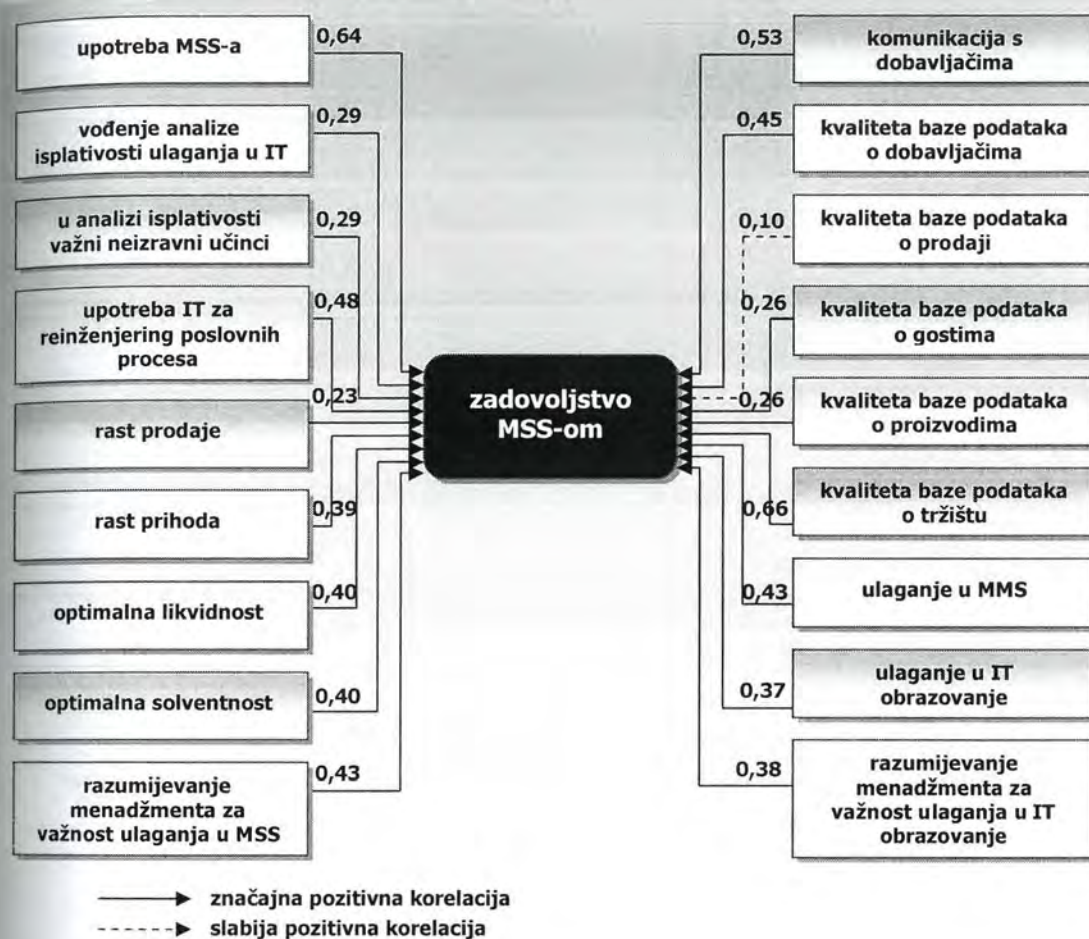 upotreba MSS-a
0,64
vođenje analize
isplativosti ulaganja u IT
0,29
u analizi isplativosti
važni neizravni učinci
0,29
upotreba IT za
reinženjering poslovnih
procesa
0,48
rast prodaje
0,23
rast prihoda
0,39
optimalna likvidnost
0,40
optimalna solventnost
0,40
razumijevanje
menadžmenta za
važnost ulaganja u MSS
0,43
zadovoljstvo
MSS-om
0,53
komunikacija s
dobavljačima
0,45
kvaliteta baze podataka
o dobavljačima
0,10
kvaliteta baze podataka
o prodaji
0,26
kvaliteta baze podataka
o gostima
0,26
kvaliteta baze podataka
o proizvodima
0,66
kvaliteta baze podataka
o tržištu
0,43
ulaganje u MMS
0,37
ulaganje u IT
obrazovanje
0,38
razumijevanje
menadžmenta za
važnost ulaganja u IT
obrazovanje
značajna pozitivna korelacija
slabija pozitivna korelacija